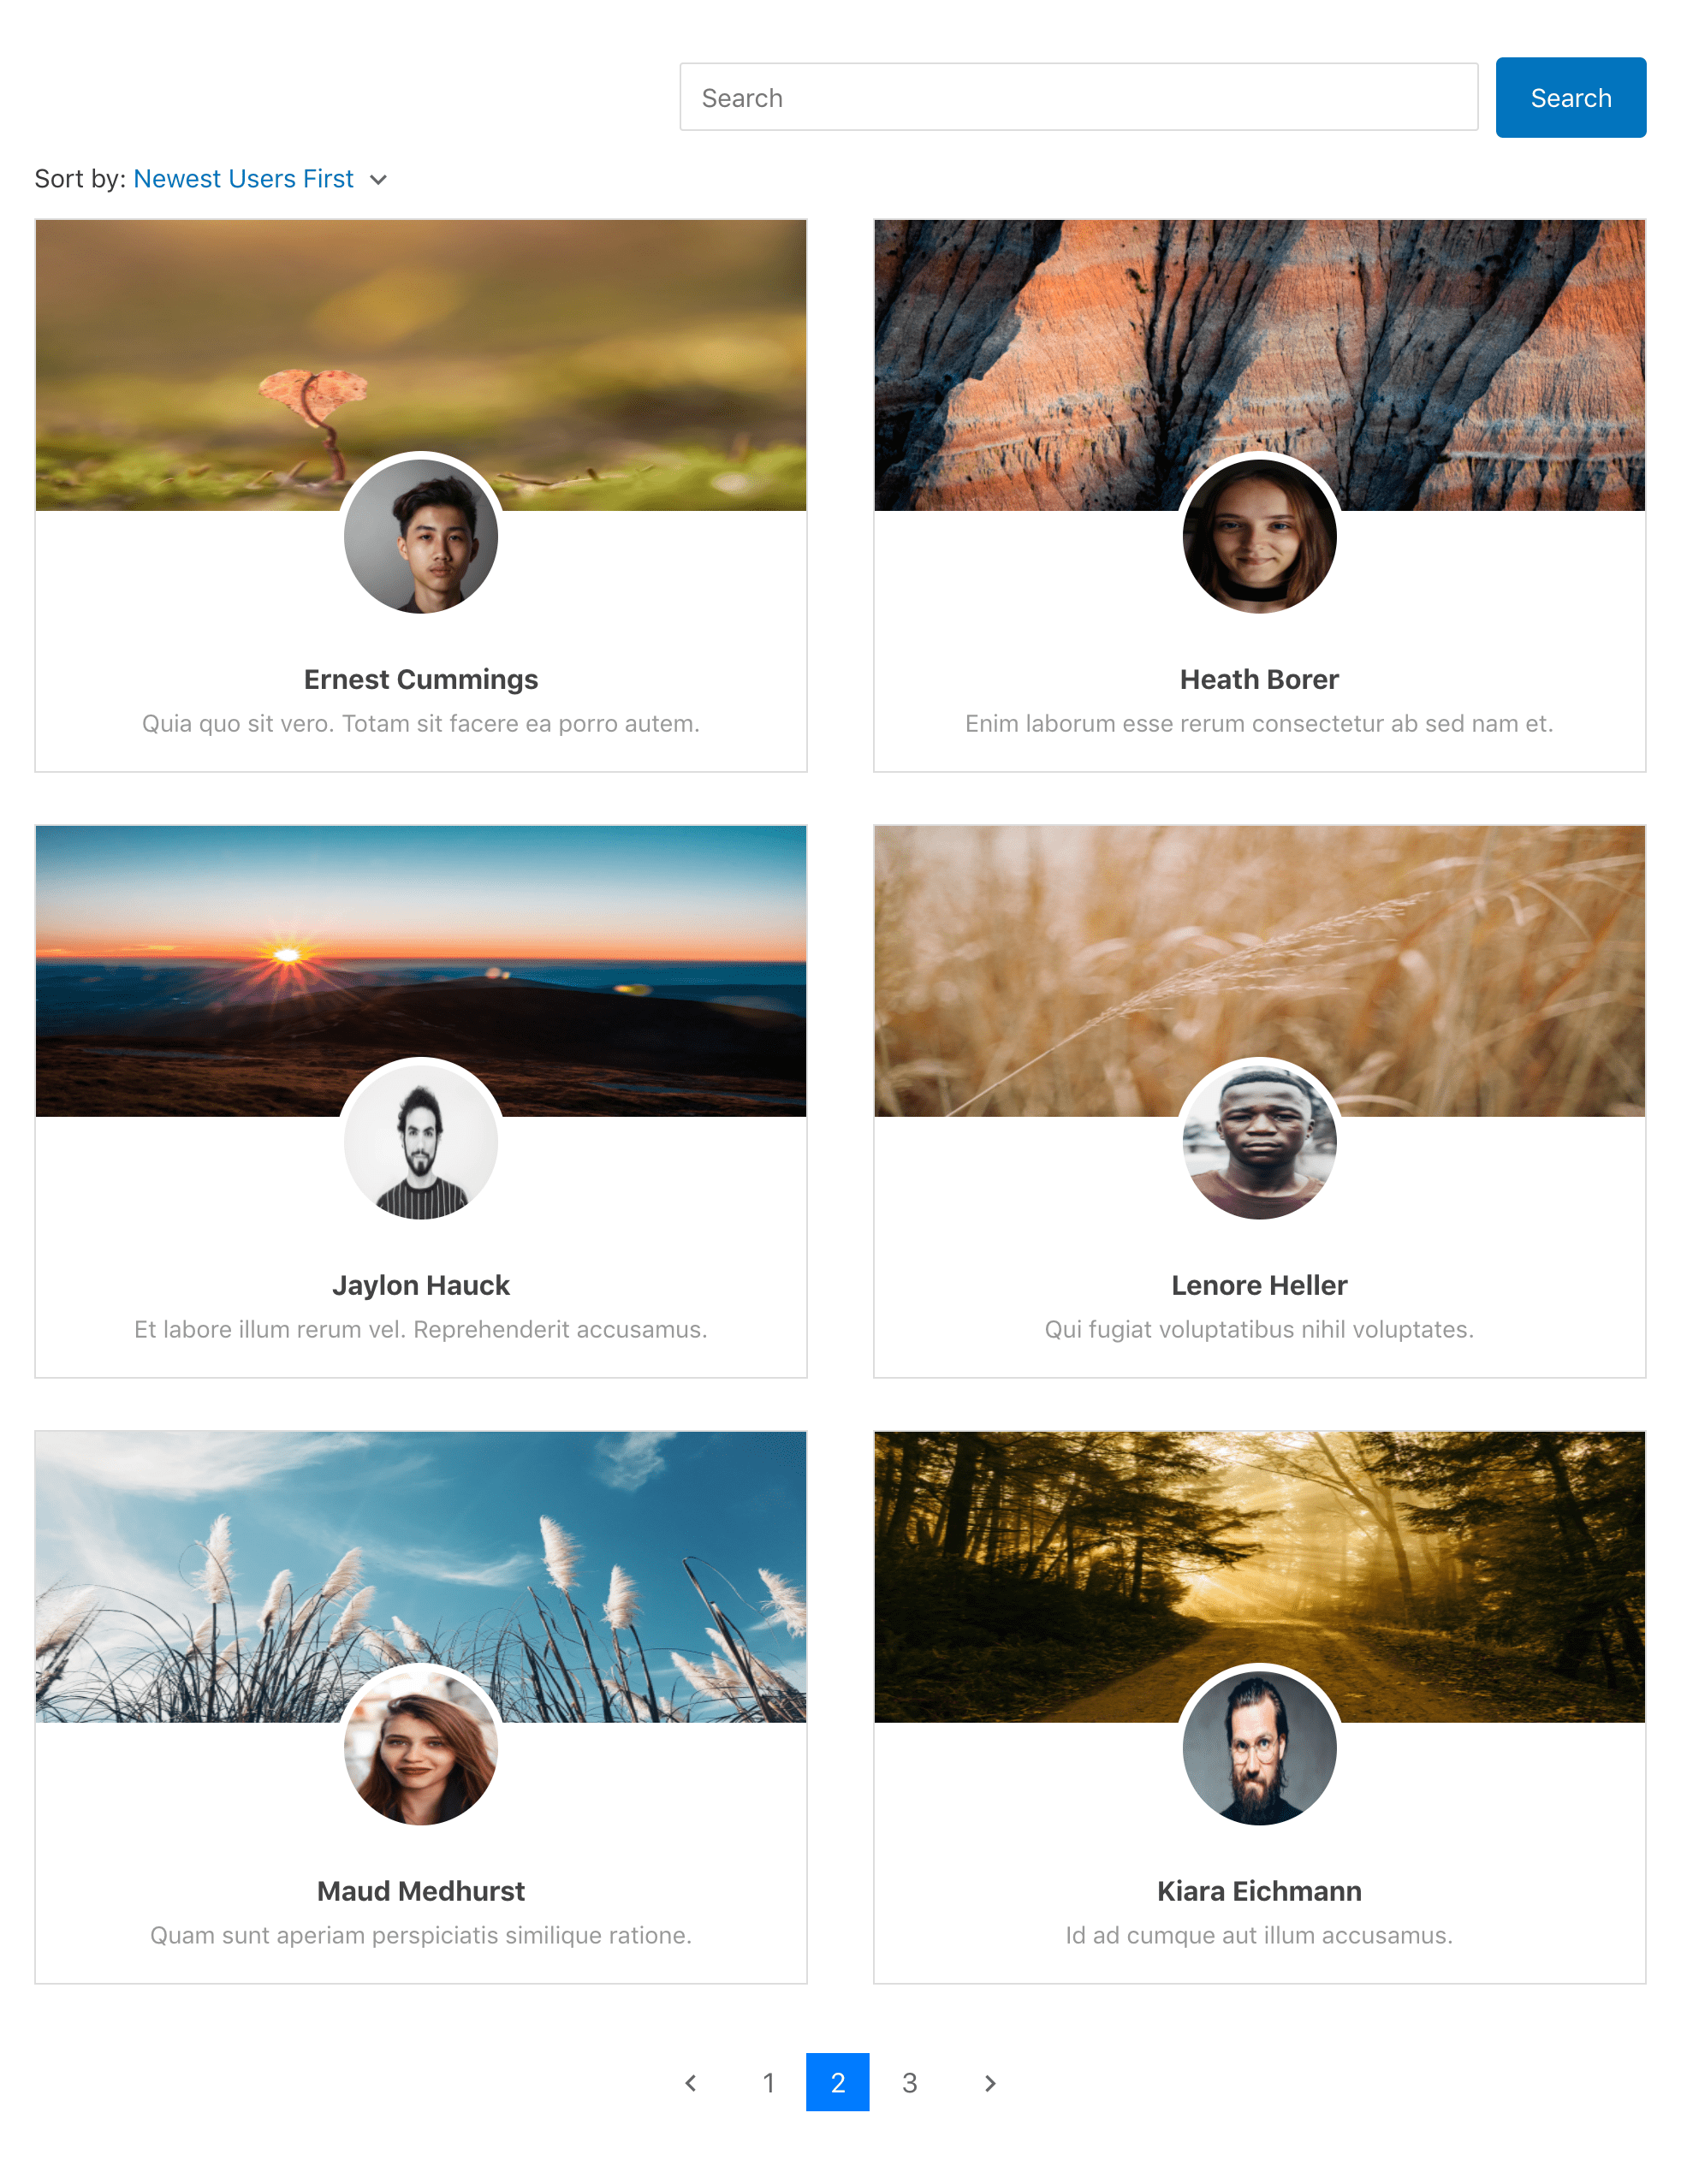 Search
Search
Sort by: Newest Users First
Ernest Cummings
Quia quo sit vero. Totam sit facere ea porro autem.
Heath Borer
Enim laborum esse rerum consectetur ab sed nam et.
Jaylon Hauck
Et labore illum rerum vel. Reprehenderit accusamus.
Lenore Heller
Qui fugiat voluptatibus nihil voluptates.
Maud Medhurst
Quam sunt aperiam perspiciatis similique ratione.
Kiara Eichmann
Id ad cumque aut illum accusamus.
1 2 3